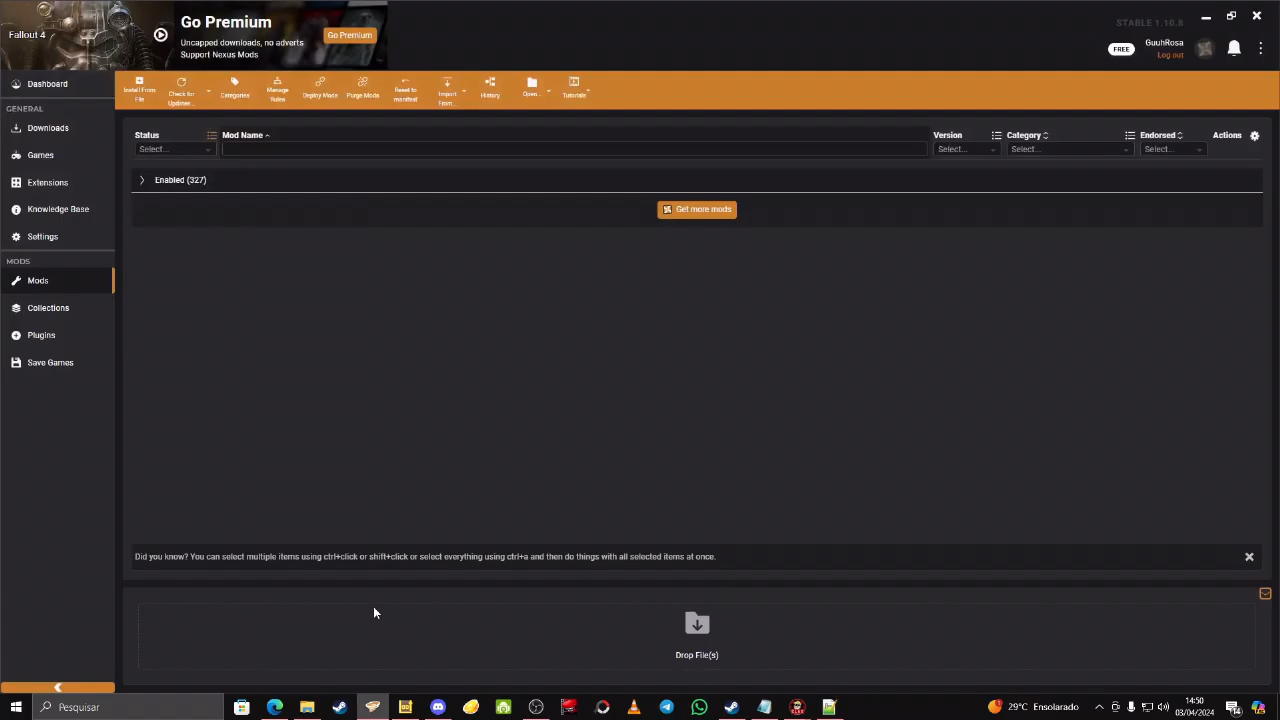 Fallout 4
Go Premium
Uncapped downloads, no adverts
Support Nexus Mods
Go Premium
STABLE 1.10.8
FREE
GuuhRosa
Log out
Dashboard
GENERAL
Downloads
Games
Extensions
Knowledge Base
Settings
MODS
Mods
Collections
Plugins
Save Games
Install From
File
Check for
Updates...
Categories
Manage
Rules
Deploy Mods
Purge Mods
Reset to
manifest
Import
From...
History
Open...
Tutorials
Status
Mod Name
Version
Category
Endorsed
Actions
Select...
Select...
Select...
Select...
Enabled (327)
Get more mods
Did you know? You can select multiple items using ctrl+click or shift+click or select everything using ctrl+a and then do things with all selected items at once.
Drop File(s)
Pesquisar
29°C Ensolarado
14:50
03/04/2024